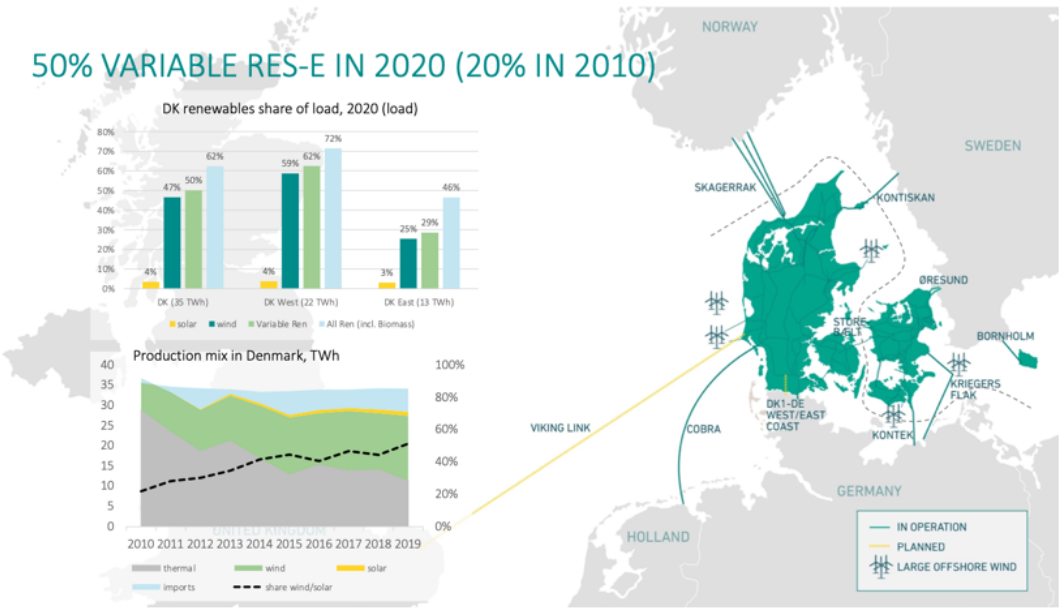 50% VARIABLE RES-E IN 2020 (20% IN 2010)
DK renewables share of load, 2020 (load)
80%
70%
60%
50%
40%
30%
20%
10%
0%
4%
47%
50%
62%
4%
59%
62%
72%
3%
25%
29%
46%
DK (35 TWh)
DK West (22 TWh)
DK East (13 TWh)
solar
wind
Variable Ren
All Ren (incl. Biomass)
Production mix in Denmark, TWh
40
35
30
25
20
15
10
5
0
100%
80%
60%
40%
20%
0%
UNITED KINGDOM
2010 2011 2012 2013 2014 2015 2016 2017 2018 2019
thermal
wind
solar
imports
share wind/solar
NORWAY
SWEDEN
SKAGERRAK
KONTISKAN
ØRESUND
STORE
BÆLT
BORNHOLM
KRIEGERS
FLAK
DK1-DE
WEST/EAST
COAST
KONTEK
COBRA
VIKING LINK
GERMANY
HOLLAND
IN OPERATION
PLANNED
LARGE OFFSHORE WIND